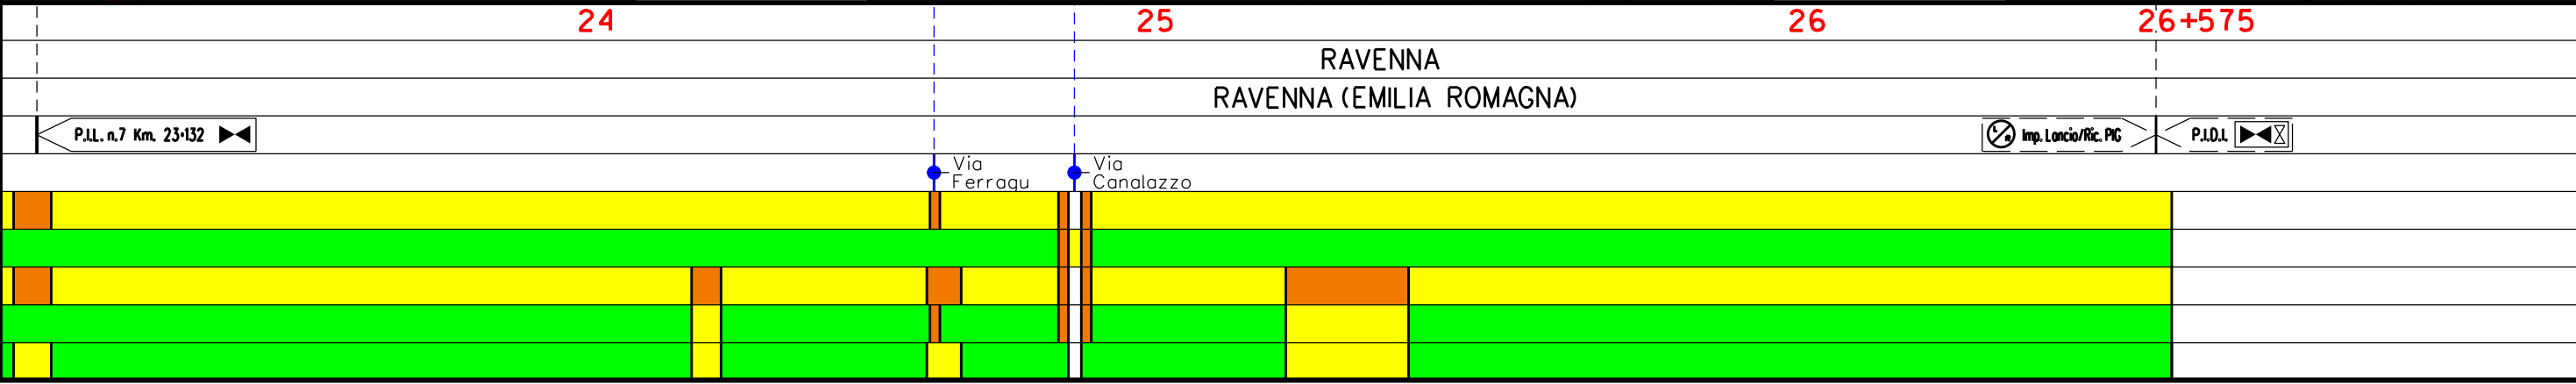 24 25 26 26+575
RAVENNA
RAVENNA (EMILIA ROMAGNA)
P.I.L. n.7 Km. 23+132 Imp. Lancio/Ric. PIG P.I.D.I.
Via Via
Ferragu Canalazzo